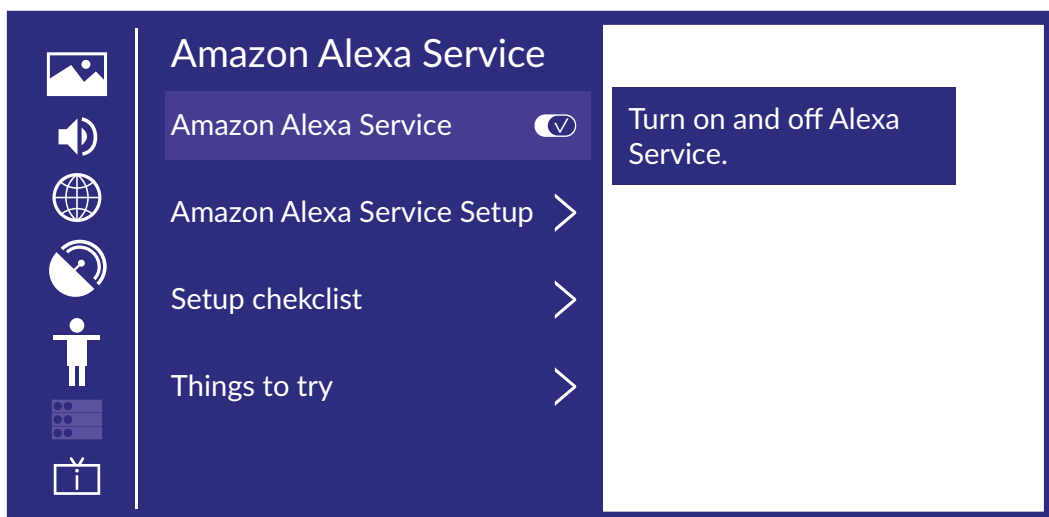 Amazon Alexa Service
Amazon Alexa Service
Turn on and off Alexa
Service.
Amazon Alexa Service Setup
Setup chekclist
Things to try
i